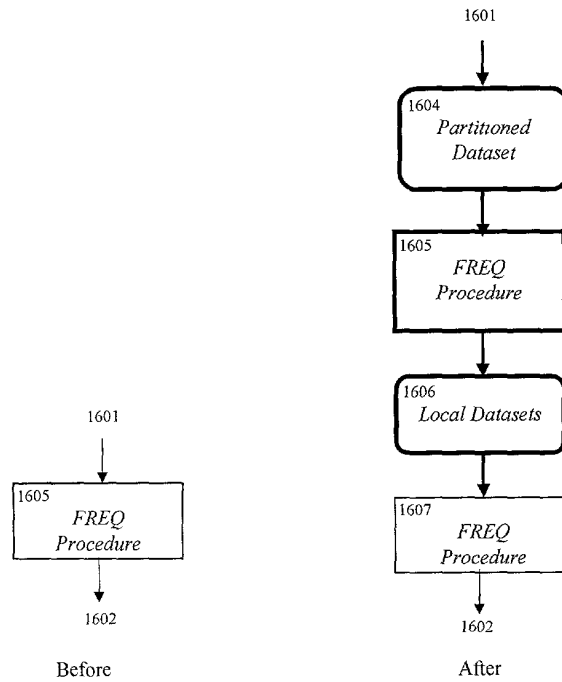 1601
1604
Partitioned
Dataset
1605
FREQ
Procedure
1606
Local Datasets
1607
FREQ
Procedure
1602
After
1601
1605
FREQ
Procedure
1602
Before